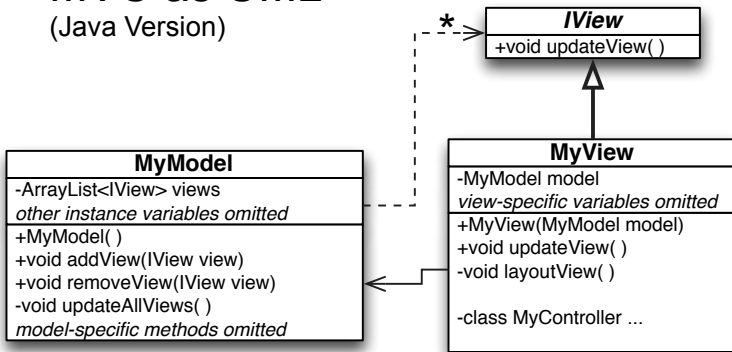 (Java Version)
*
IView
+void updateView( )
MyModel
-ArrayList<IView> views
other instance variables omitted
+MyModel( )
+void addView(IView view)
+void removeView(IView view)
-void updateAllViews( )
model-specific methods omitted
MyView
-MyModel model
view-specific variables omitted
+MyView(MyModel model)
+void updateView( )
-void layoutView( )
-class MyController ...